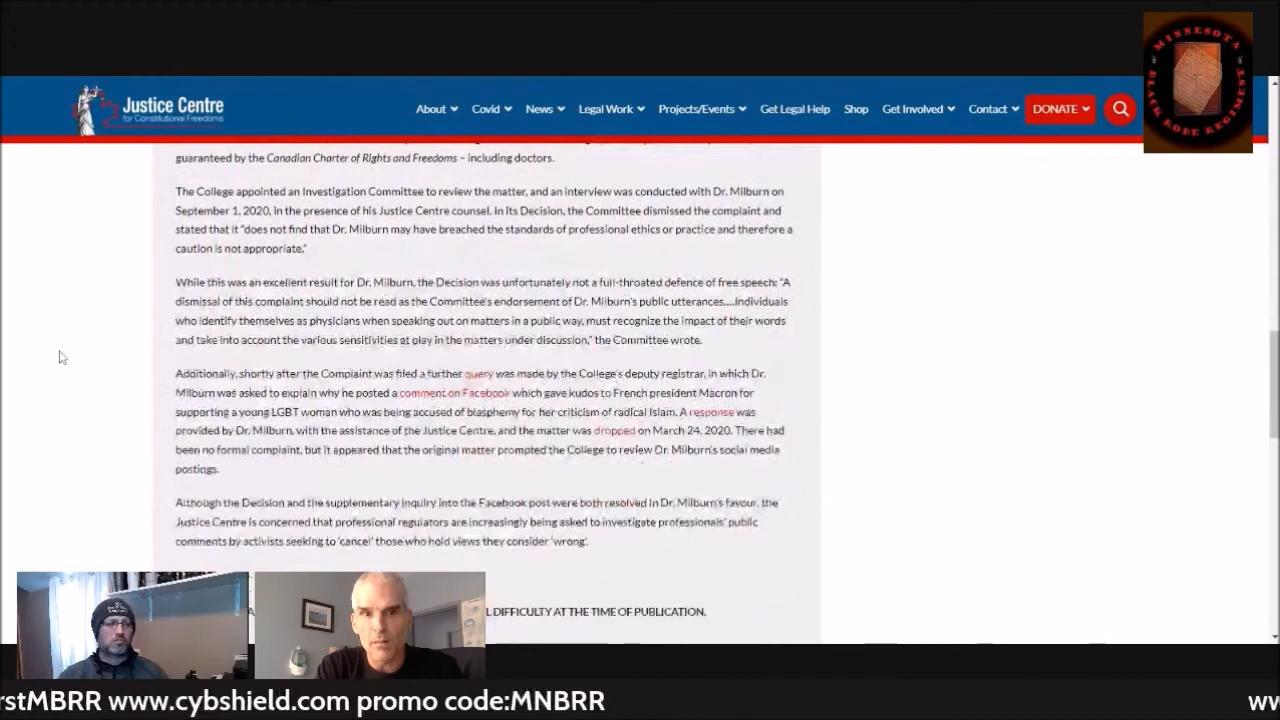 MINNESOTA
BLACK ROBE REGIMENT
Justice Centre
for Constitutional Freedoms
About Covid News Legal Work Projects/Events Get Legal Help Shop Get Involved Contact DONATE
guaranteed by the Canadian Charter of Rights and Freedoms – including doctors.
The College appointed an Investigation Committee to review the matter, and an interview was conducted with Dr. Milburn on
September 1, 2020, in the presence of his Justice Centre counsel. In its Decision, the Committee dismissed the complaint and
stated that it "does not find that Dr. Milburn may have breached the standards of professional ethics or practice and therefore a
caution is not appropriate."
While this was an excellent result for Dr. Milburn, the Decision was unfortunately not a full-throated defence of free speech: "A
dismissal of this complaint should not be read as the Committee's endorsement of Dr. Milburn's public utterances....Individuals
who identify themselves as physicians when speaking out on matters in a public way, must recognize the impact of their words
and take into account the various sensitivities at play in the matters under discussion," the Committee wrote.
Additionally, shortly after the Complaint was filed a further query was made by the College's deputy registrar, in which Dr.
Milburn was asked to explain why he posted a comment on Facebook which gave kudos to French president Macron for
supporting a young LGBT woman who was being accused of blasphemy for her criticism of radical Islam. A response was
provided by Dr. Milburn, with the assistance of the Justice Centre, and the matter was dropped on March 24, 2020. There had
been no formal complaint, but it appeared that the original matter prompted the College to review Dr. Milburn's social media
postings.
Although the Decision and the supplementary inquiry into the Facebook post were both resolved in Dr. Milburn's favour, the
Justice Centre is concerned that professional regulators are increasingly being asked to investigate professionals' public
comments by activists seeking to 'cancel' those who hold views they consider 'wrong'.
L DIFFICULTY AT THE TIME OF PUBLICATION.
rstMBRR www.cybshield.com promo code:MNBRR ww